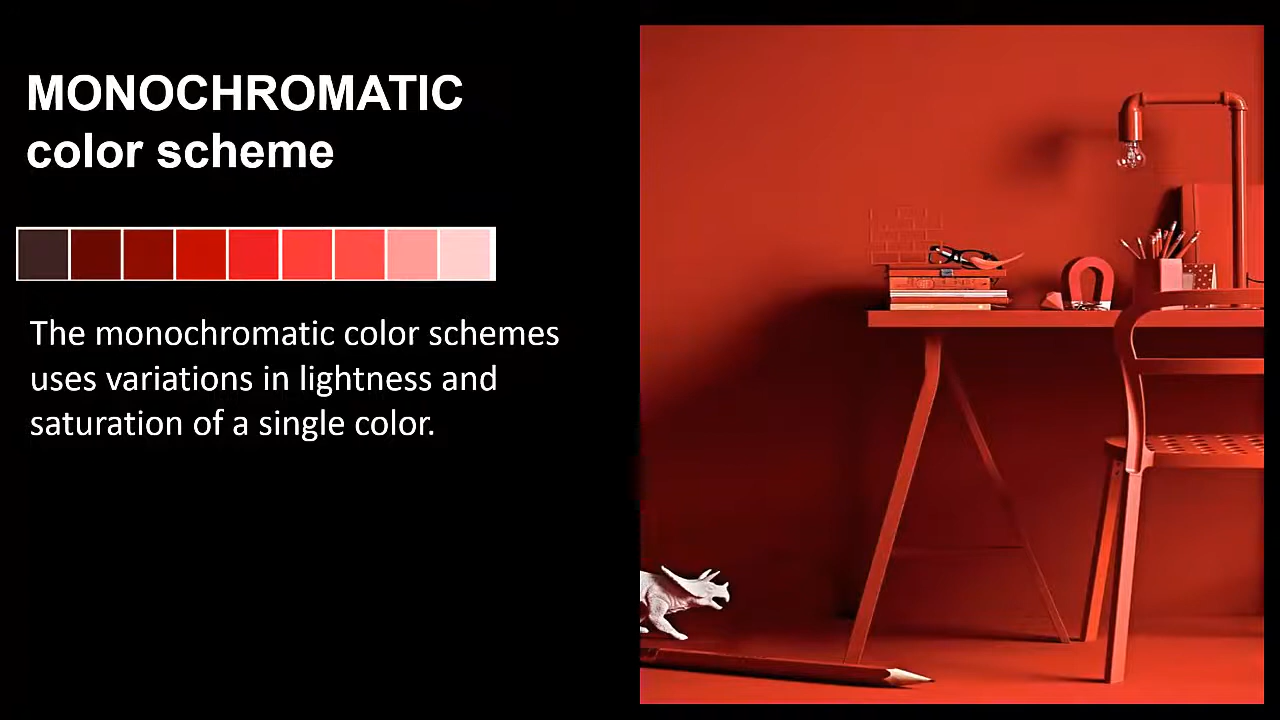 MONOCHROMATIC
color scheme
The monochromatic color schemes
uses variations in lightness and
saturation of a single color.